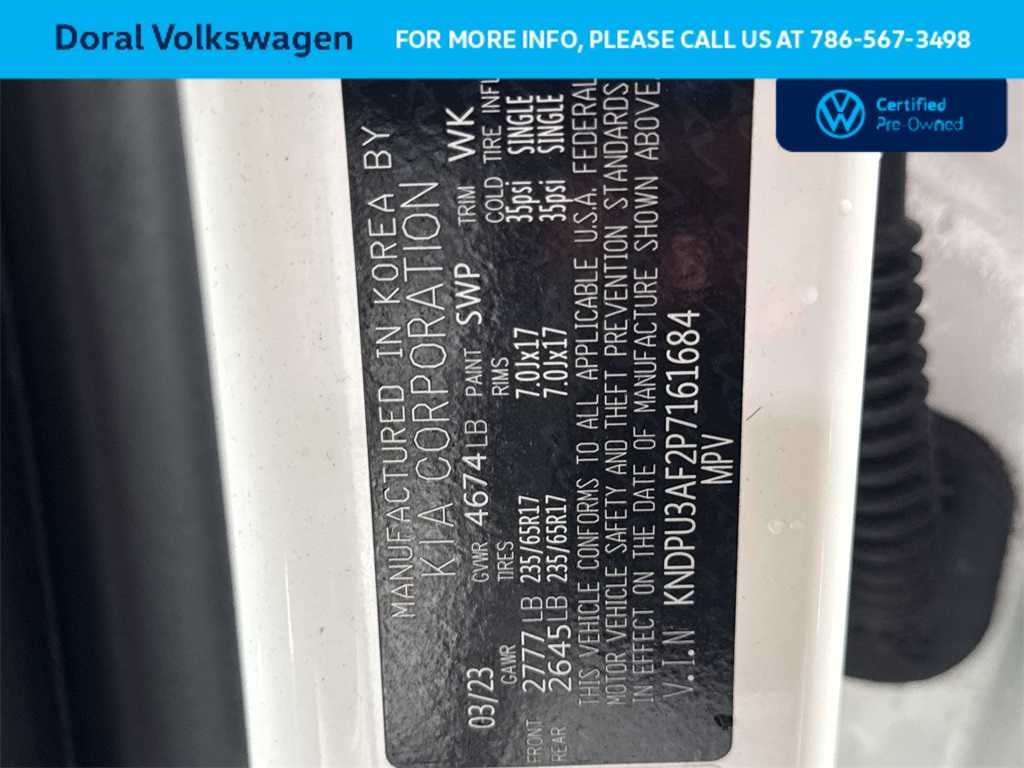 Doral Volkswagen
FOR MORE INFO, PLEASE CALL US AT 786-567-3498
Certified
Pre-Owned
MANUFACTURED IN KOREA BY
KIA CORPORATION
03/23 GVWR 4674LB PAINT SWP TRIM WK
GAWR TIRES RIMS COLD TIRE
FRONT 2777LB 235/65R17 7.0Jx17 35psi SINGLE
REAR 2645LB 235/65R17 7.0Jx17 35psi SINGLE
THIS VEHICLE CONFORMS TO ALL APPLICABLE U.S.A. FEDERAL
MOTOR VEHICLE SAFETY AND THEFT PREVENTION STANDARDS
IN EFFECT ON THE DATE OF MANUFACTURE SHOWN ABOVE.
V.I.N KNDPU3AF2P7161684
MPV